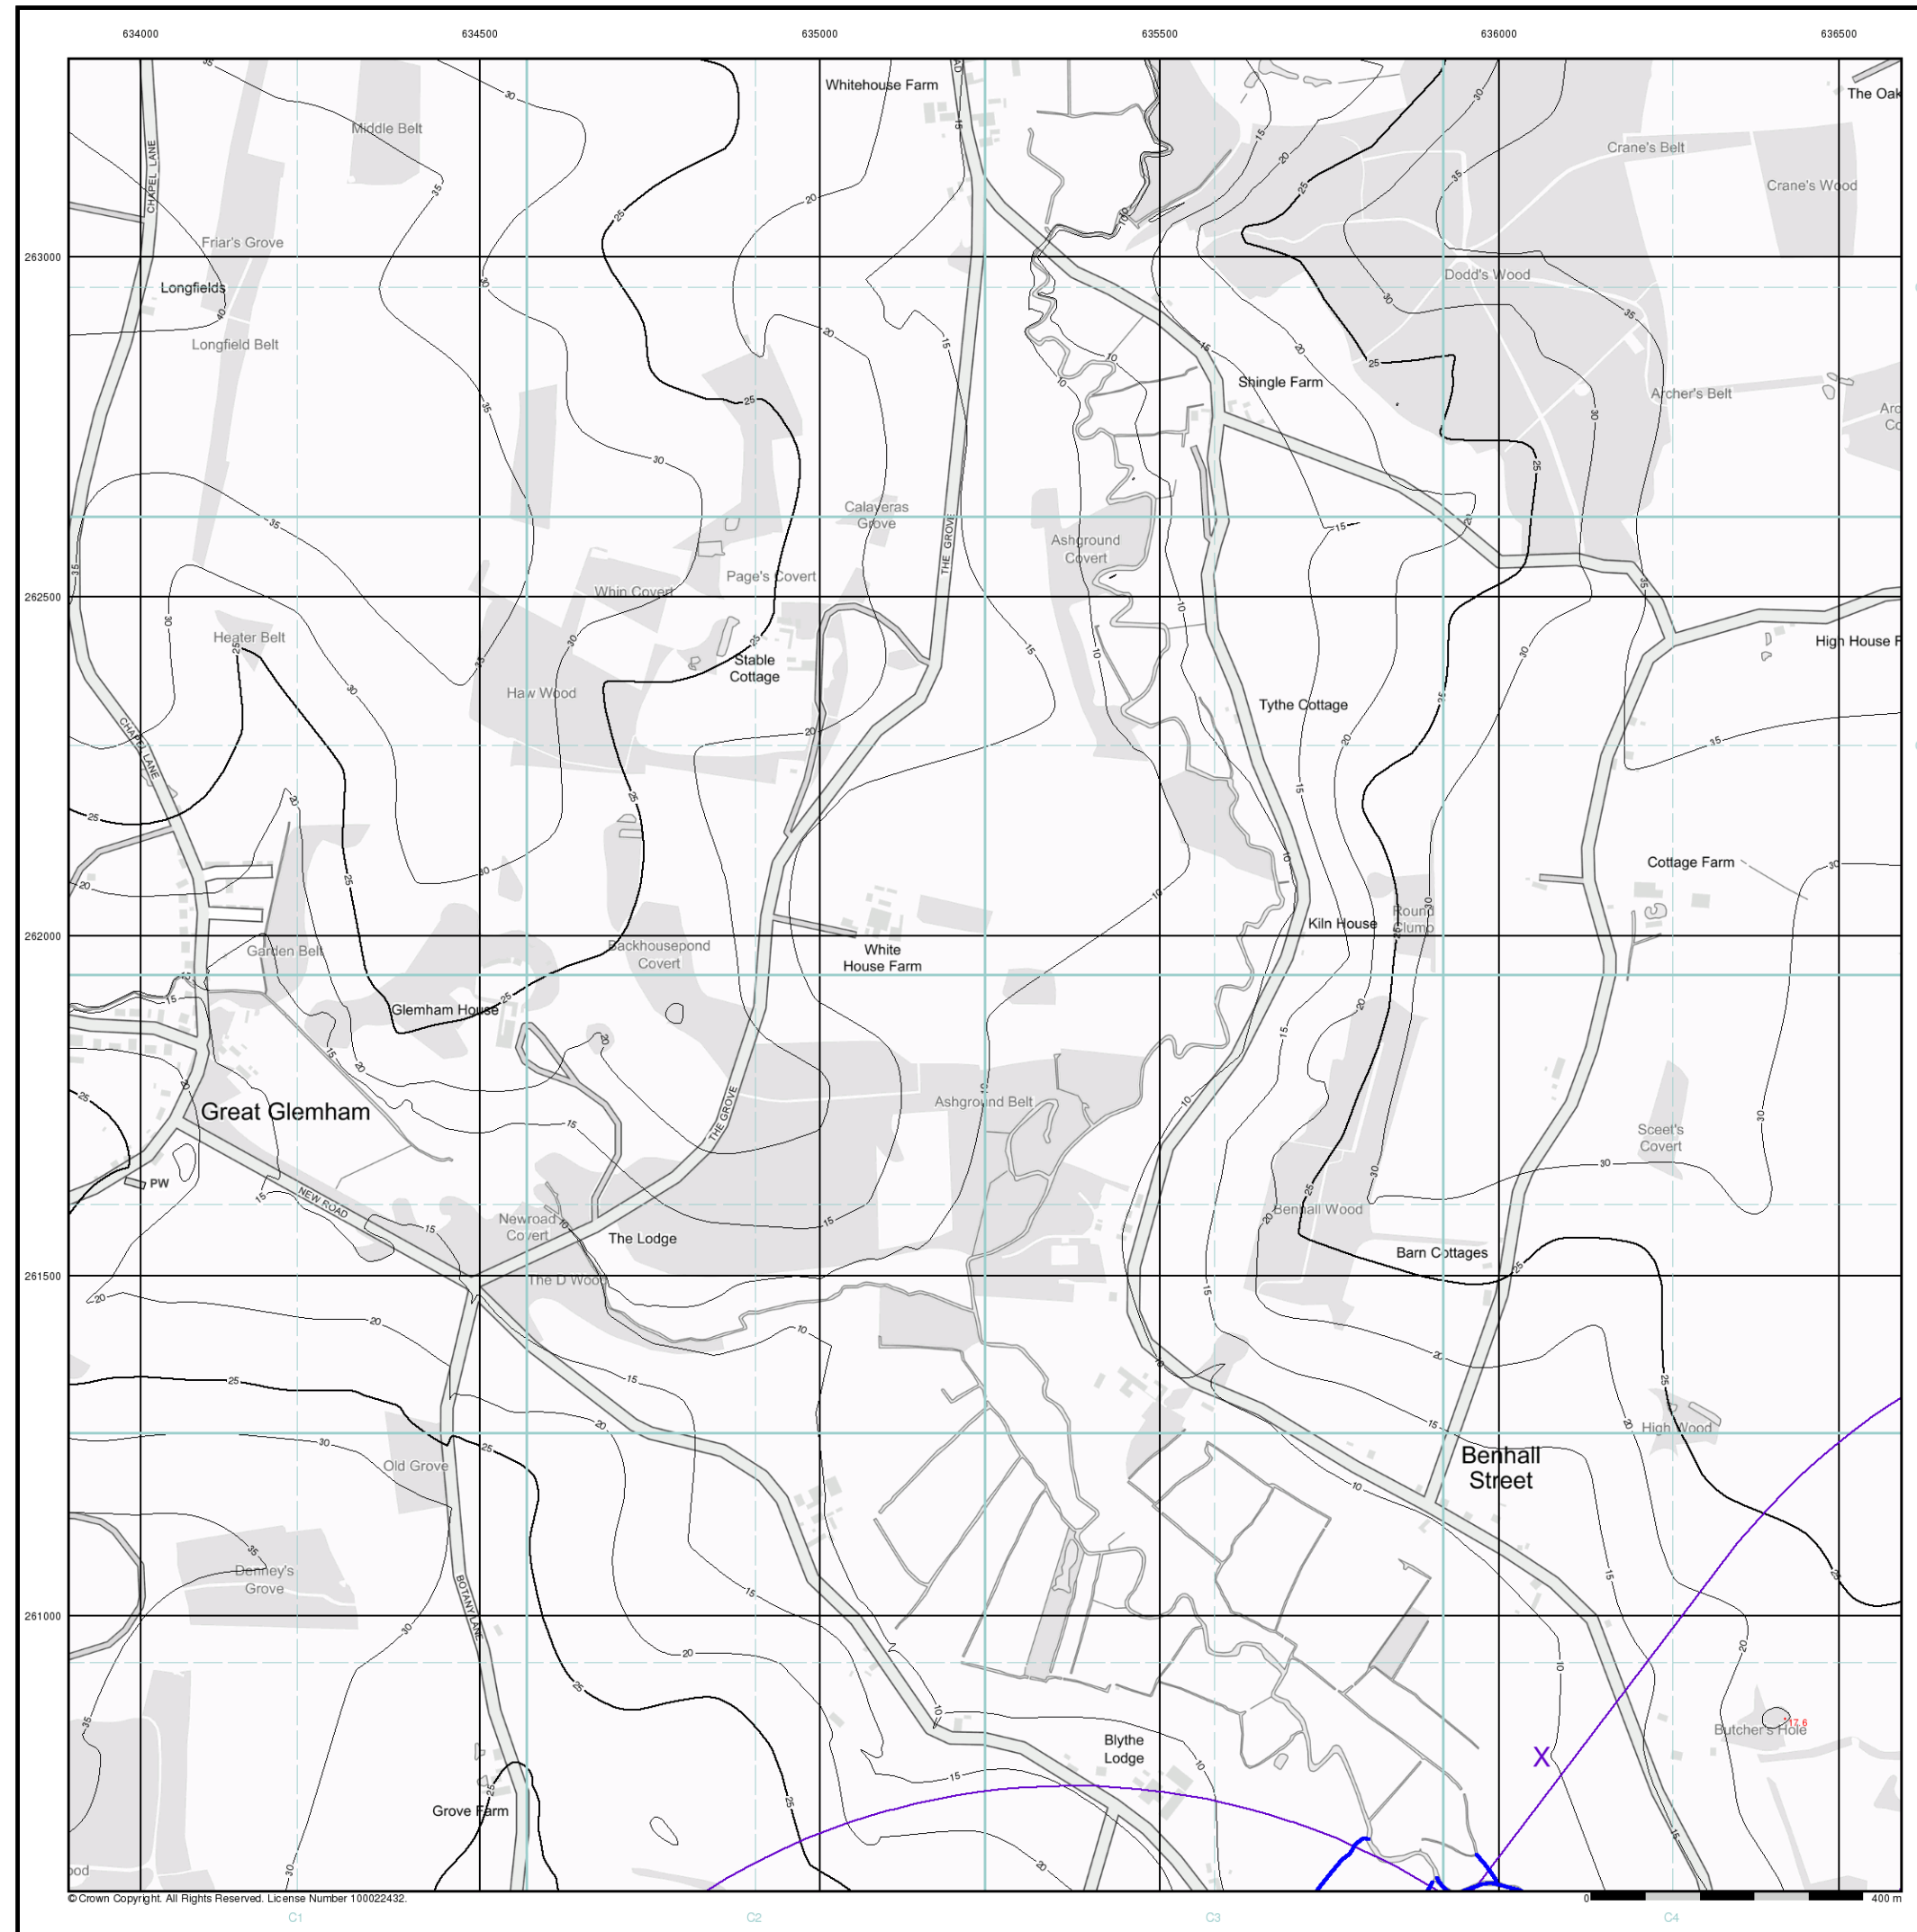 634000 634500 635000 635500 636000 636500
Whitehouse Farm
The Oak
Middle Belt
Crane's Belt
CHAPEL LANE
Crane's Wood
Friar's Grove
263000
Dodd's Wood
Longfields
Longfield Belt
Shingle Farm
Archer's Belt
Calaveras
Grove
THE GROVE
Ashground
Covert
Page's Covert
Whin Covert
262500
Heater Belt
Stable
Cottage
High House F
Haw Wood
Tythe Cottage
CHAPEL LANE
Cottage Farm
Round
Clump
Kiln House
262000
Garden Belt
Backhousepond
Covert
White
House Farm
Glemham House
Great Glemham
THE GROVE
Ashground Belt
Sceet's
Covert
PW
NEW ROAD
Newroad
Covert
The Lodge
Benhall Wood
Barn Cottages
The D Wood
261500
High Wood
Old Grove
Benhall
Street
Denney's
Grove
BOTANY LANE
261000
Butcher's Hole
17.6
Blythe
Lodge
X
Grove Farm
© Crown Copyright. All Rights Reserved. License Number 100022432.
0 400 m
C1 C2 C3 C4